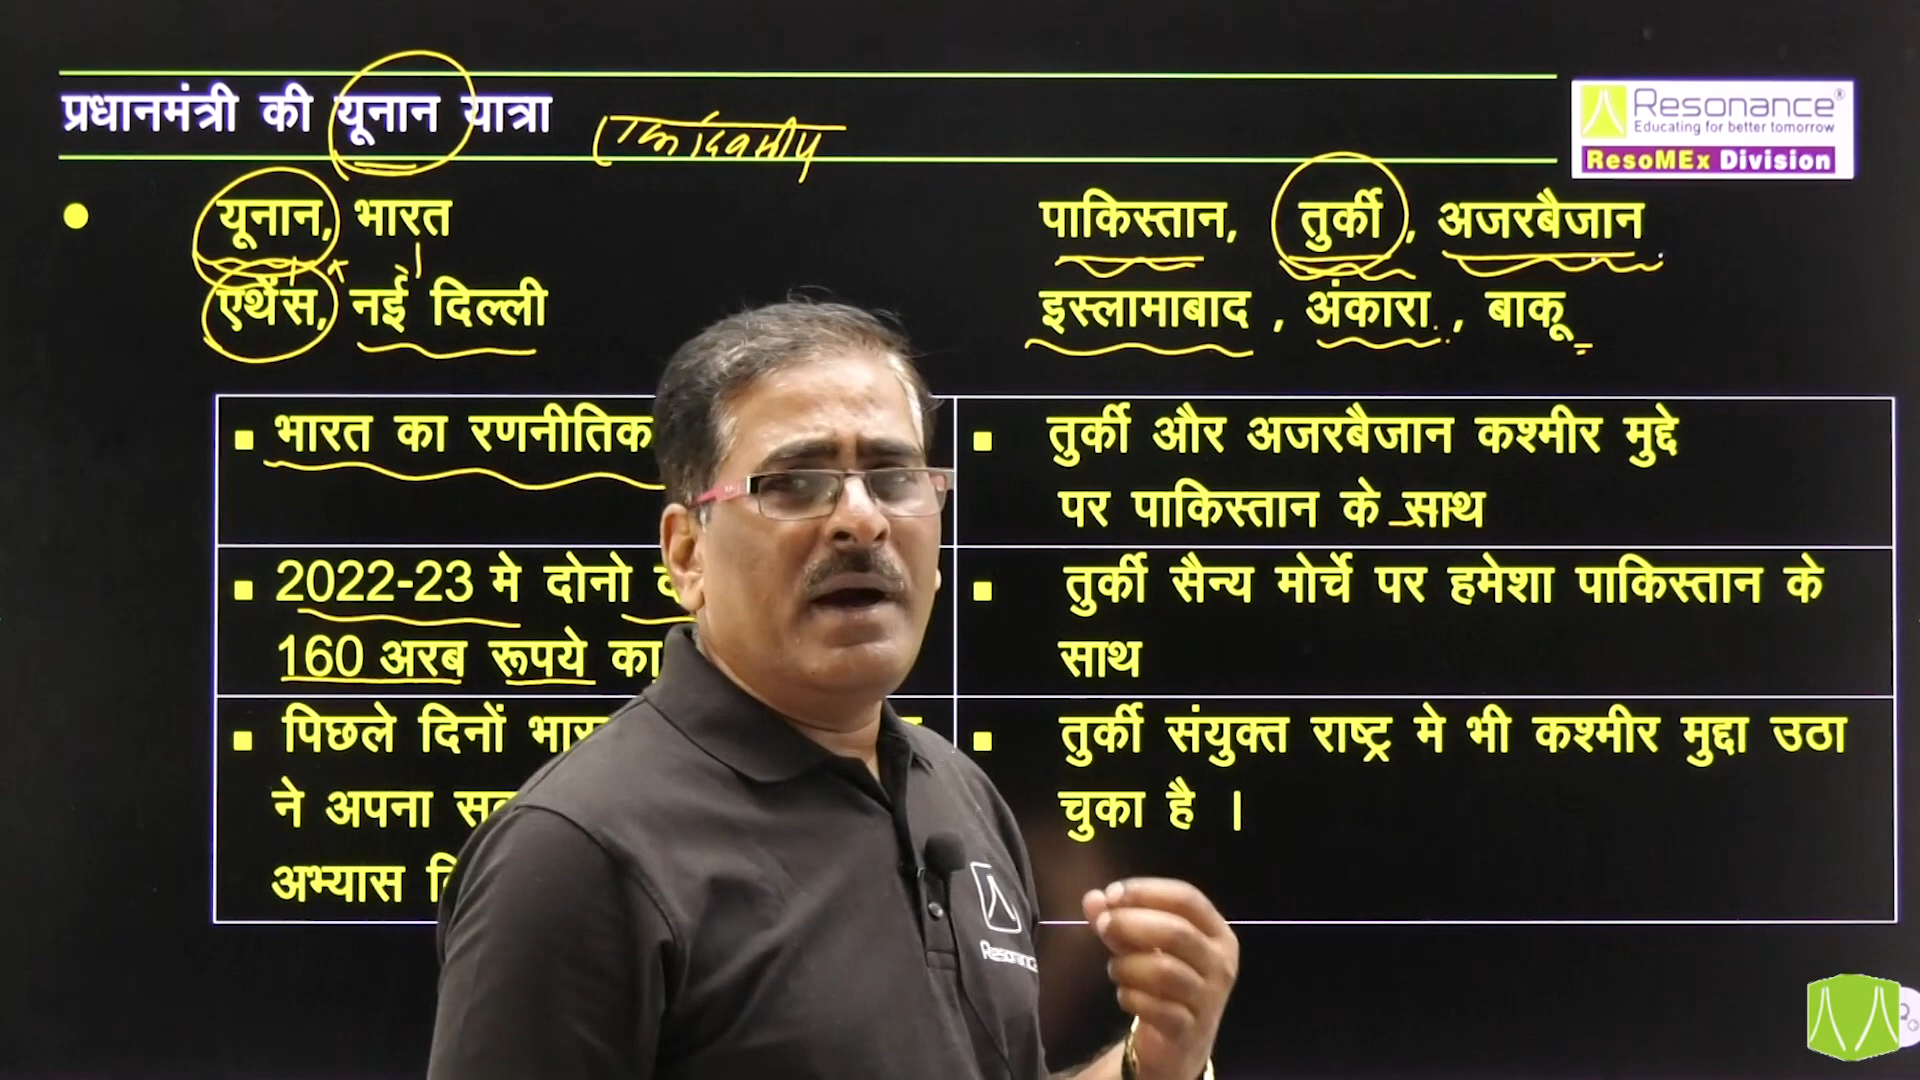 प्रधानमंत्री की यूनान यात्रा
Resonance®
Educating for better tomorrow
ResoMEx Division
यूनान, भारत
पाकिस्तान, तुर्की, अजरबैजान
एथेंस, नई दिल्ली
इस्लामाबाद , अंकारा , बाकू
भारत का रणनीतिक
तुर्की और अजरबैजान कश्मीर मुद्दे
पर पाकिस्तान के साथ
2022-23 मे दोनो
160 अरब रूपये का
तुर्की सैन्य मोर्चे पर हमेशा पाकिस्तान के
साथ
पिछले दिनों
ने अपना
अभ्यास
तुर्की संयुक्त राष्ट्र मे भी कश्मीर मुद्दा उठा
चुका है ।
Resonance